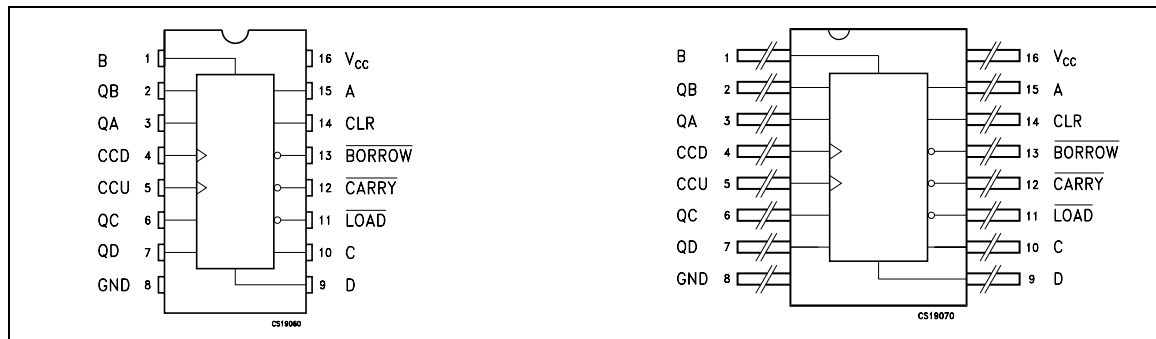 B 1 16 VCC
QB 2 15 A
QA 3 14 CLR
CCD 4 13 BORROW
CCU 5 12 CARRY
QC 6 11 LOAD
QD 7 10 C
GND 8 9 D
CS19060
B 1 16 VCC
QB 2 15 A
QA 3 14 CLR
CCD 4 13 BORROW
CCU 5 12 CARRY
QC 6 11 LOAD
QD 7 10 C
GND 8 9 D
CS19070